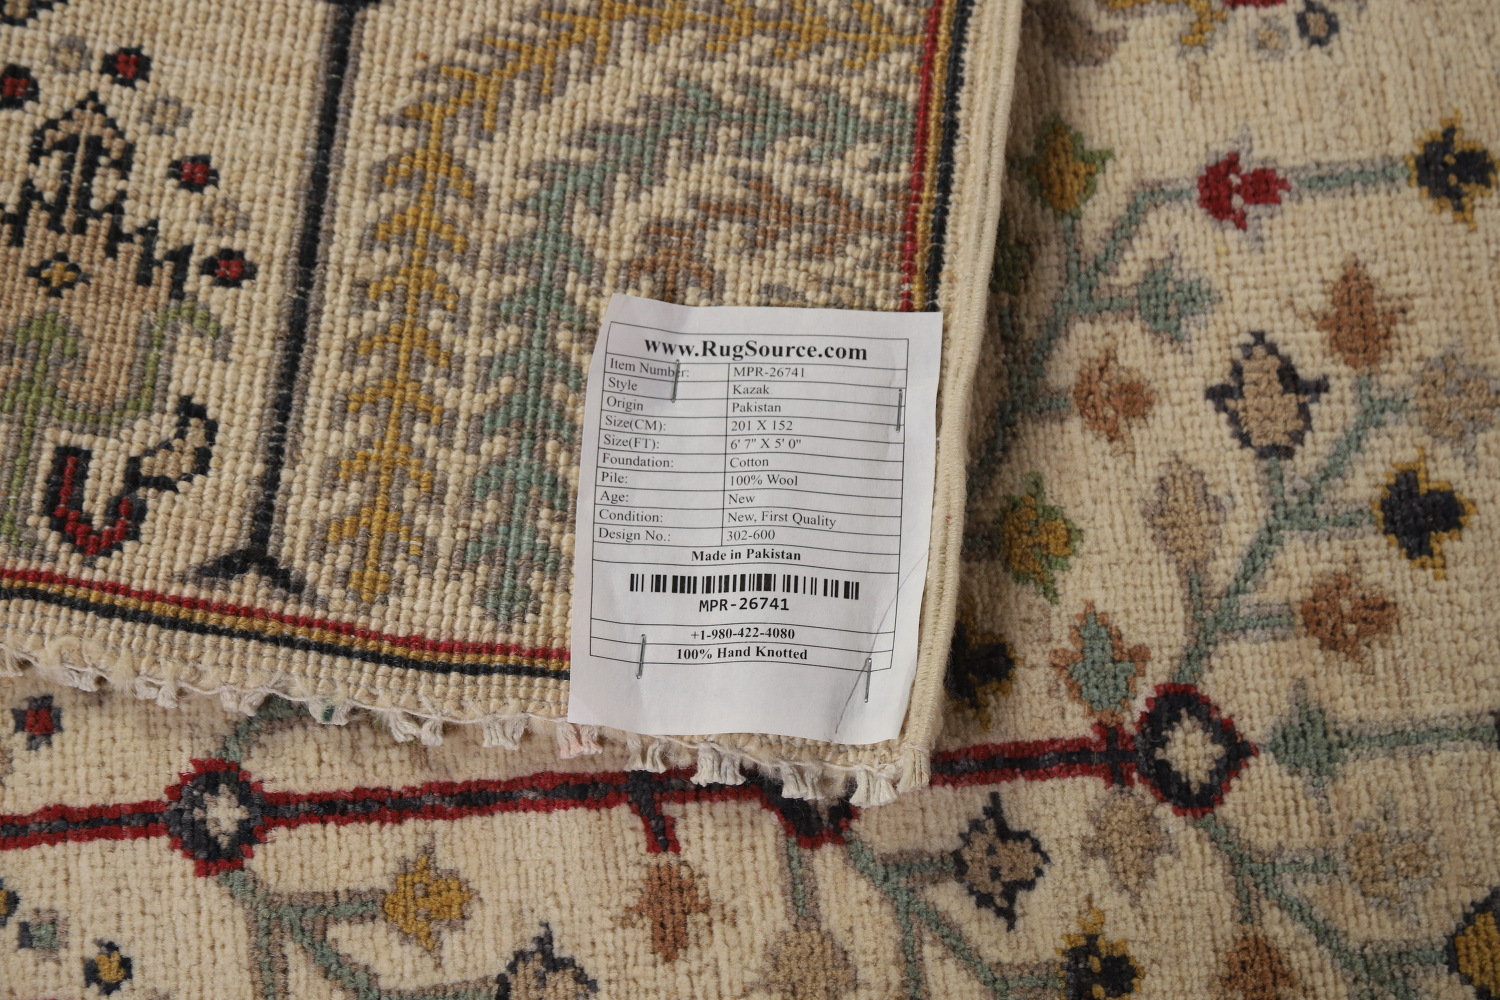 www.RugSource.com
Item Number: MPR-26741
Style Kazak
Origin Pakistan
Size(CM): 201 X 152
Size(FT): 6' 7" X 5' 0"
Foundation: Cotton
Pile: 100% Wool
Age: New
Condition: New, First Quality
Design No.: 302-600
Made in Pakistan
MPR-26741
+1-980-422-4080
100% Hand Knotted